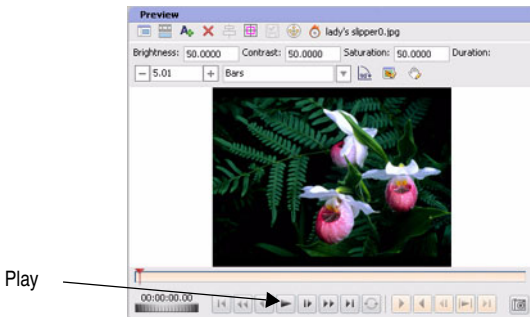 Preview
lady's slipper0.jpg
Brightness: 50.0000 Contrast: 50.0000 Saturation: 50.0000 Duration:
5.01 Bars
Play
00:00:00.00